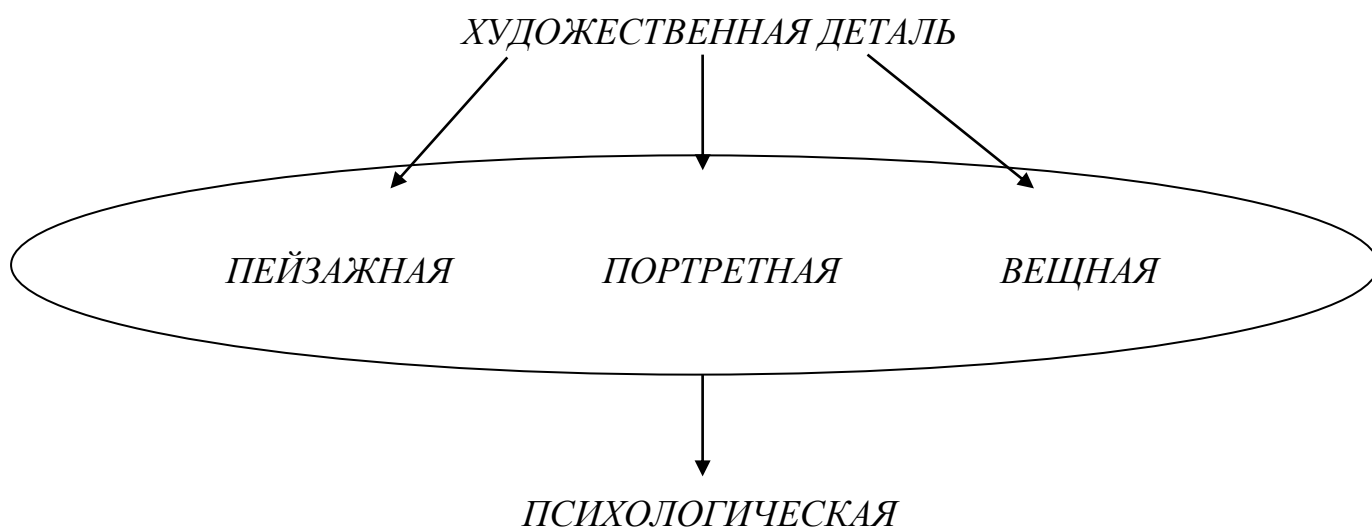 ХУДОЖЕСТВЕННАЯ ДЕТАЛЬ
ПЕЙЗАЖНАЯ ПОРТРЕТНАЯ ВЕЩНАЯ
ПСИХОЛОГИЧЕСКАЯ